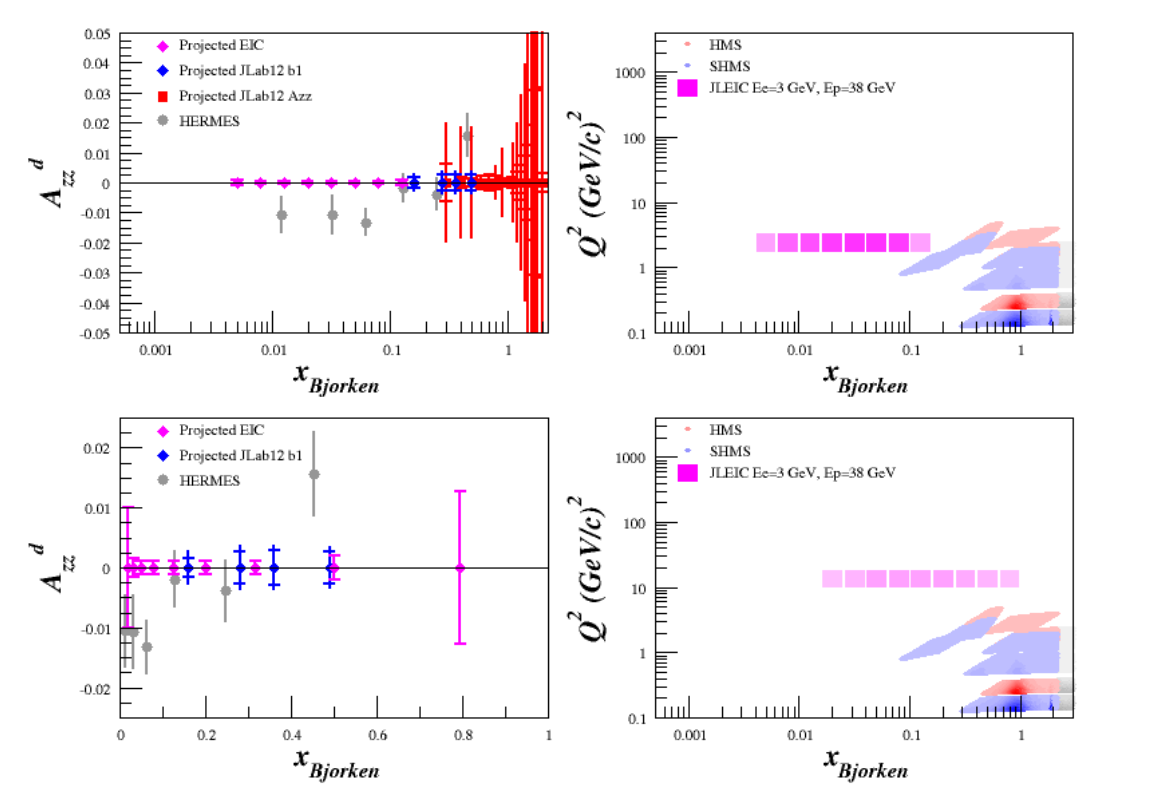 0.05
0.04
0.03
0.02
0.01
0
-0.01
-0.02
-0.03
-0.04
-0.05
A_zz^d
Projected EIC
Projected JLab12 b1
Projected JLab12 Azz
HERMES
0.001 0.01 0.1 1
x_Bjorken
1000
100
10
1
0.1
Q^2 (GeV/c)^2
HMS
SHMS
JLEIC Ee=3 GeV, Ep=38 GeV
0.001 0.01 0.1 1
x_Bjorken
0.02
0.01
0
-0.01
-0.02
A_zz^d
Projected EIC
Projected JLab12 b1
HERMES
0 0.2 0.4 0.6 0.8 1
x_Bjorken
1000
100
10
1
0.1
Q^2 (GeV/c)^2
HMS
SHMS
JLEIC Ee=3 GeV, Ep=38 GeV
0.001 0.01 0.1 1
x_Bjorken